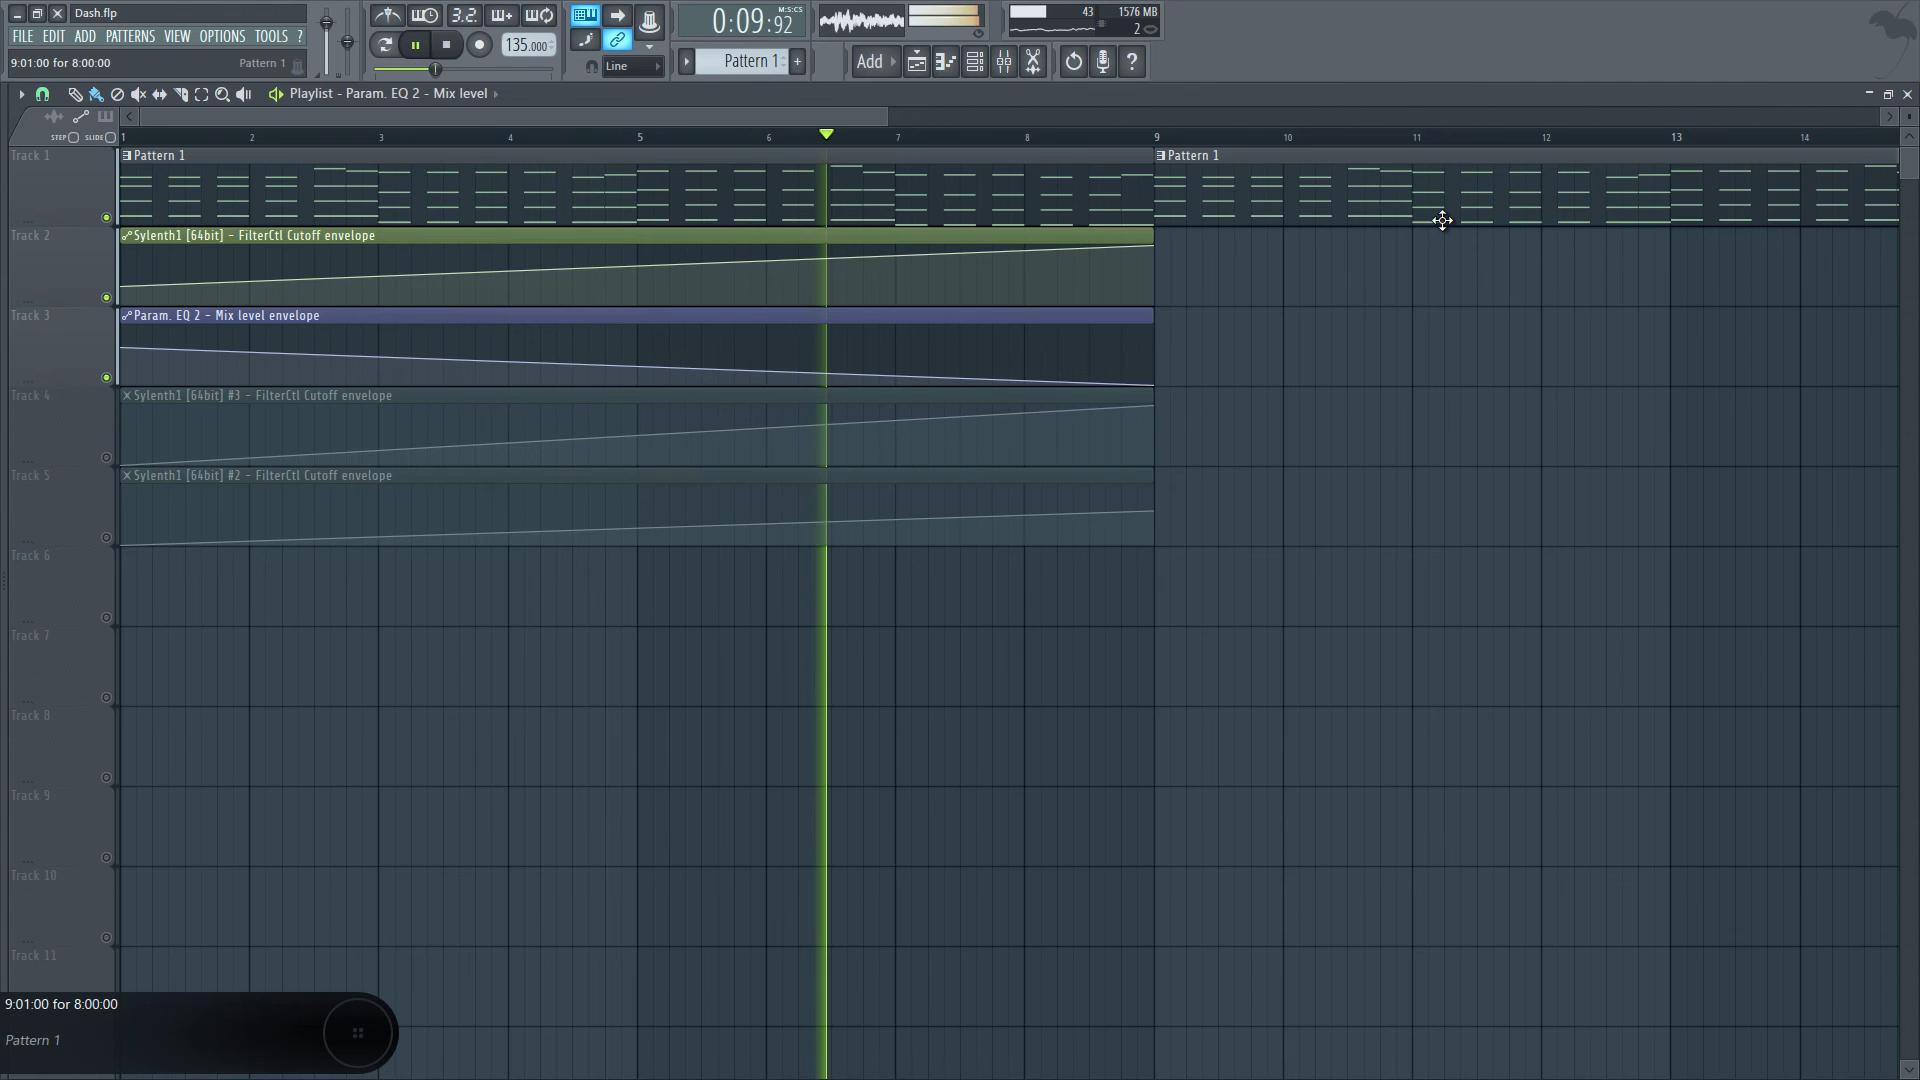 Dash.flp
FILE EDIT ADD PATTERNS VIEW OPTIONS TOOLS ?
9:01:00 for 8:00:00 Pattern 1
3.2.
135.000
Line
0:09:92
M:S:CS
Pattern 1
+
43
1576 MB
2
Add
?
Playlist - Param. EQ 2 - Mix level
STEP SLIDE
1 2 3 4 5 6 7 8 9 10 11 12 13 14
Track 1
Pattern 1
Pattern 1
Track 2
Sylenth1 [64bit] - FilterCtl Cutoff envelope
Track 3
Param. EQ 2 - Mix level envelope
Track 4
Sylenth1 [64bit] #3 - FilterCtl Cutoff envelope
Track 5
Sylenth1 [64bit] #2 - FilterCtl Cutoff envelope
Track 6
Track 7
Track 8
Track 9
Track 10
Track 11
9:01:00 for 8:00:00
Pattern 1